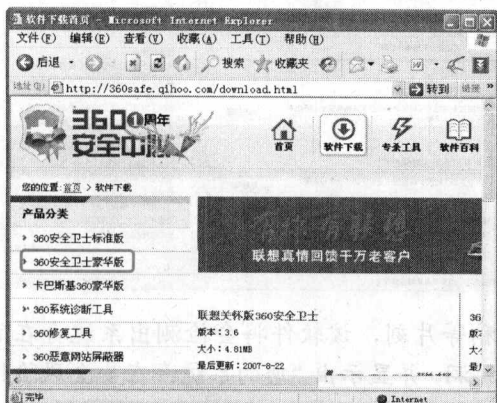 软件下载首页 - Microsoft Internet Explorer
文件(F) 编辑(E) 查看(V) 收藏(A) 工具(T) 帮助(H)
后退 搜索 收藏夹
地址(D) http://360safe.qihoo.com/download.html 转到 链接 »
360 1周年
安全中心
首页 软件下载 专杀工具 软件百科
您的位置:首页 > 软件下载
产品分类
360安全卫士标准版
360安全卫士豪华版
卡巴斯基360豪华版
360系统诊断工具
360修复工具
360恶意网站屏蔽器
联想真情回馈千万老客户
联想关怀版360安全卫士
版本:3.6
大小:4.81MB
最后更新:2007-8-22
36
完毕
Internet